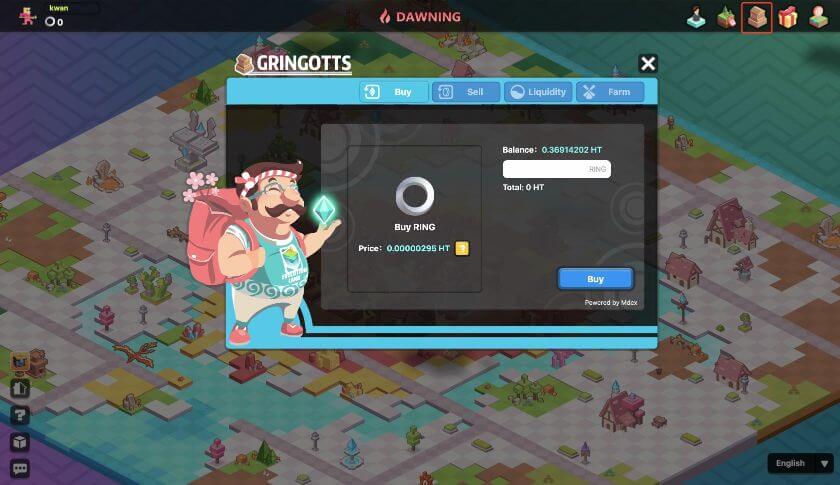 kwan
0
DAWNING
GRINGOTTS
Buy
Sell
Liquidity
Farm
Balance: 0.36914202 HT
RING
Total: 0 HT
Buy RING
Price: 0.00000295 HT ?
Buy
Powered by Mdex
English